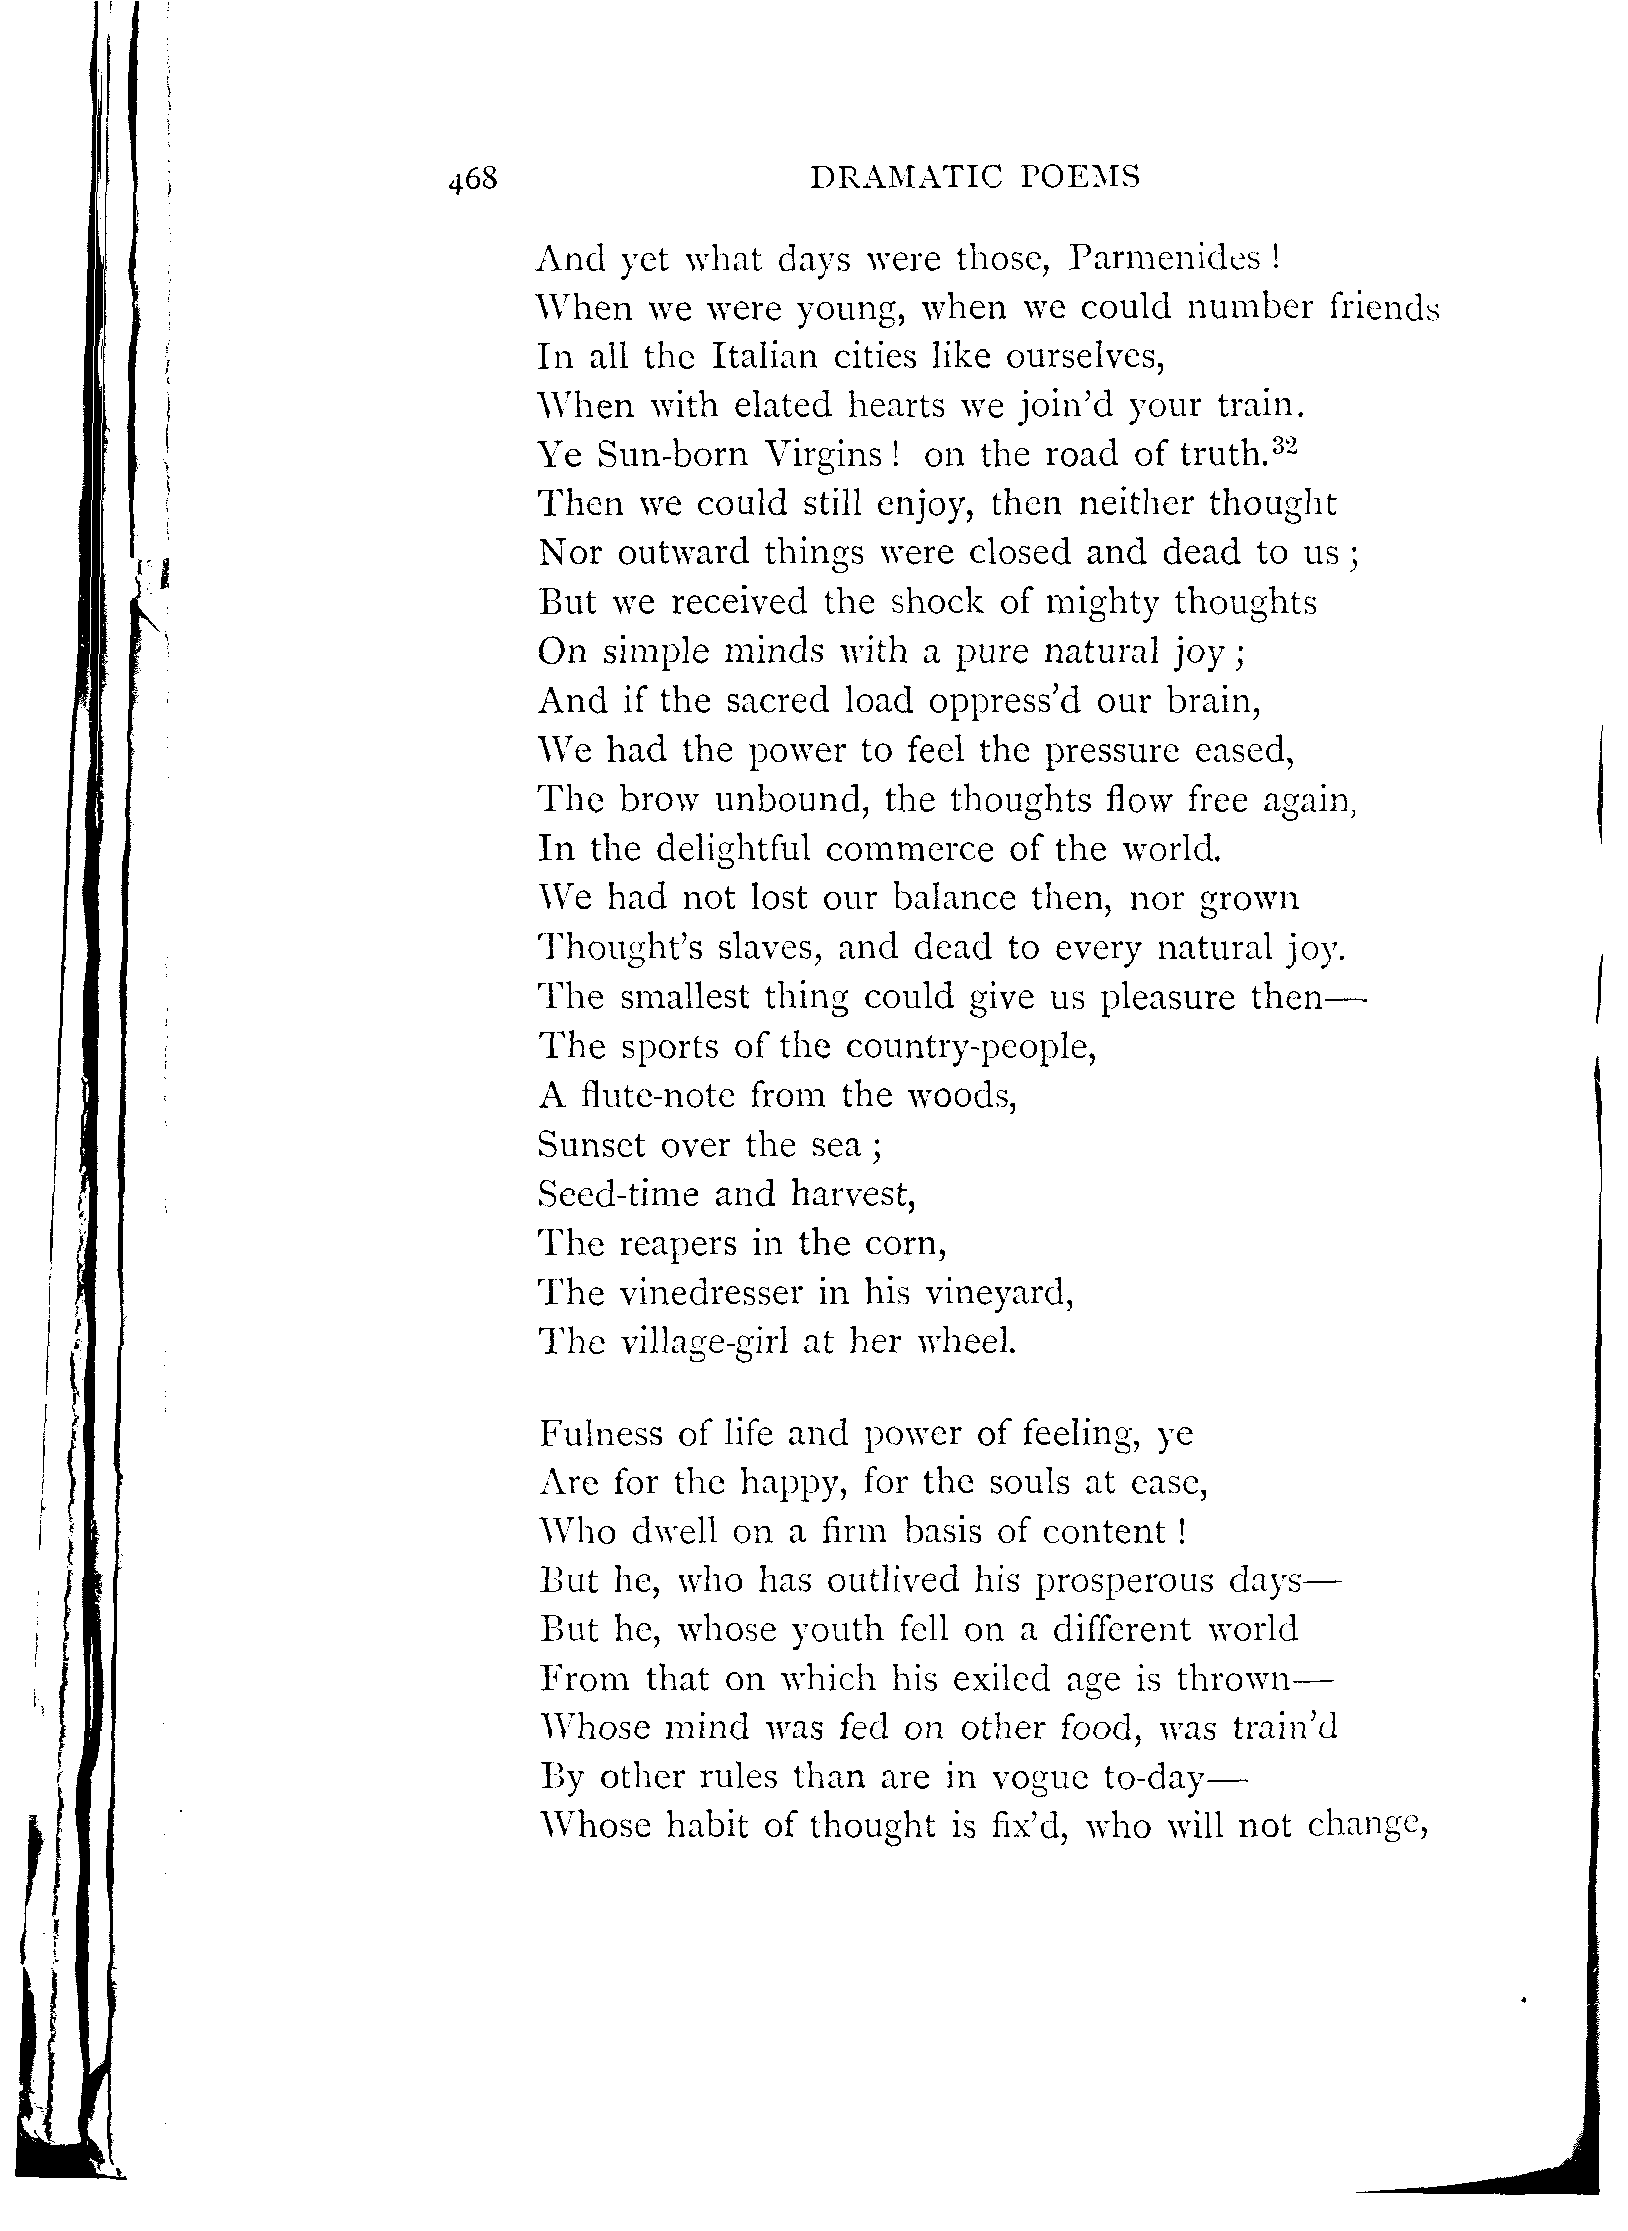 468 DRAMATIC POEMS
And yet what days were those, Parmenides !
When we were young, when we could number friends
In all the Italian cities like ourselves,
When with elated hearts we join'd your train.
Ye Sun-born Virgins ! on the road of truth.³²
Then we could still enjoy, then neither thought
Nor outward things were closed and dead to us ;
But we received the shock of mighty thoughts
On simple minds with a pure natural joy ;
And if the sacred load oppress'd our brain,
We had the power to feel the pressure eased,
The brow unbound, the thoughts flow free again,
In the delightful commerce of the world.
We had not lost our balance then, nor grown
Thought's slaves, and dead to every natural joy.
The smallest thing could give us pleasure then—
The sports of the country-people,
A flute-note from the woods,
Sunset over the sea ;
Seed-time and harvest,
The reapers in the corn,
The vinedresser in his vineyard,
The village-girl at her wheel.

Fulness of life and power of feeling, ye
Are for the happy, for the souls at ease,
Who dwell on a firm basis of content !
But he, who has outlived his prosperous days—
But he, whose youth fell on a different world
From that on which his exiled age is thrown—
Whose mind was fed on other food, was train'd
By other rules than are in vogue to-day—
Whose habit of thought is fix'd, who will not change,